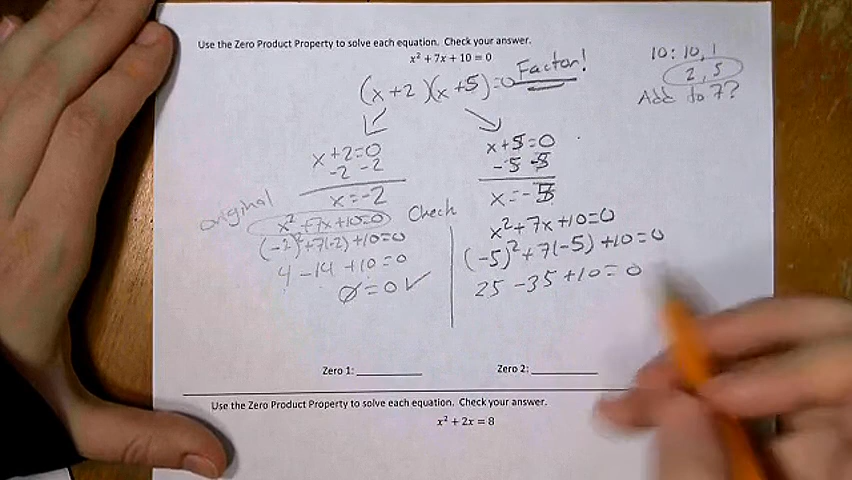 Use the Zero Product Property to solve each equation. Check your answer.
x² + 7x + 10 = 0
(x+2)(x+5)=0 Factor!
10: 10, 1
2, 5
Add to 7?
x+2=0
-2 -2
x=-2
original
x²+7x+10=0 Check
(-2)²+7(-2)+10=0
4-14+10=0
0=0✓
x+5=0
-5 -5
x=-5
x²+7x+10=0
(-5)²+7(-5)+10=0
25-35+10=0
Zero 1: __________ Zero 2: __________
Use the Zero Product Property to solve each equation. Check your answer.
x² + 2x = 8